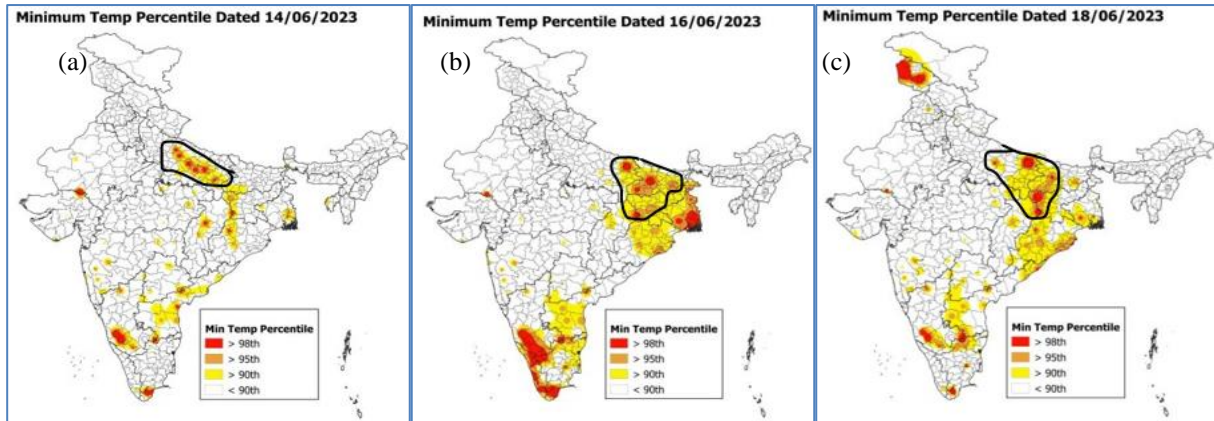 Minimum Temp Percentile Dated 14/06/2023
(a)
Min Temp Percentile
> 98th
> 95th
> 90th
< 90th
Minimum Temp Percentile Dated 16/06/2023
(b)
Min Temp Percentile
> 98th
> 95th
> 90th
< 90th
Minimum Temp Percentile Dated 18/06/2023
(c)
Min Temp Percentile
> 98th
> 95th
> 90th
< 90th